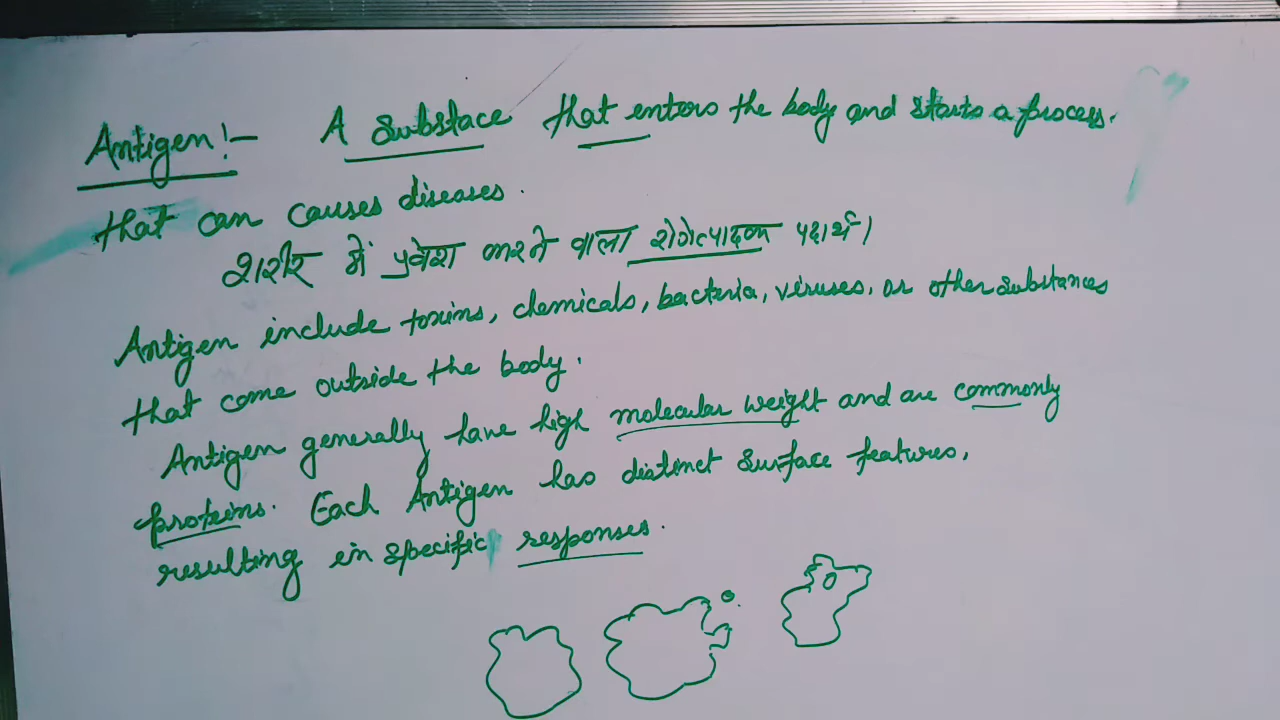 Antigen!- A substace that enters the body and starts a process.
that can causes diseases.
शरीर में प्रवेश करने वाला रोगोत्पादक पदार्थ।
Antigen include toxins, chemicals, bacteria, viruses, or other substances
that come outside the body.
Antigen generally have high molecular weight and are commonly
proteins. Each Antigen has distinct surface features,
resulting in specific responses.